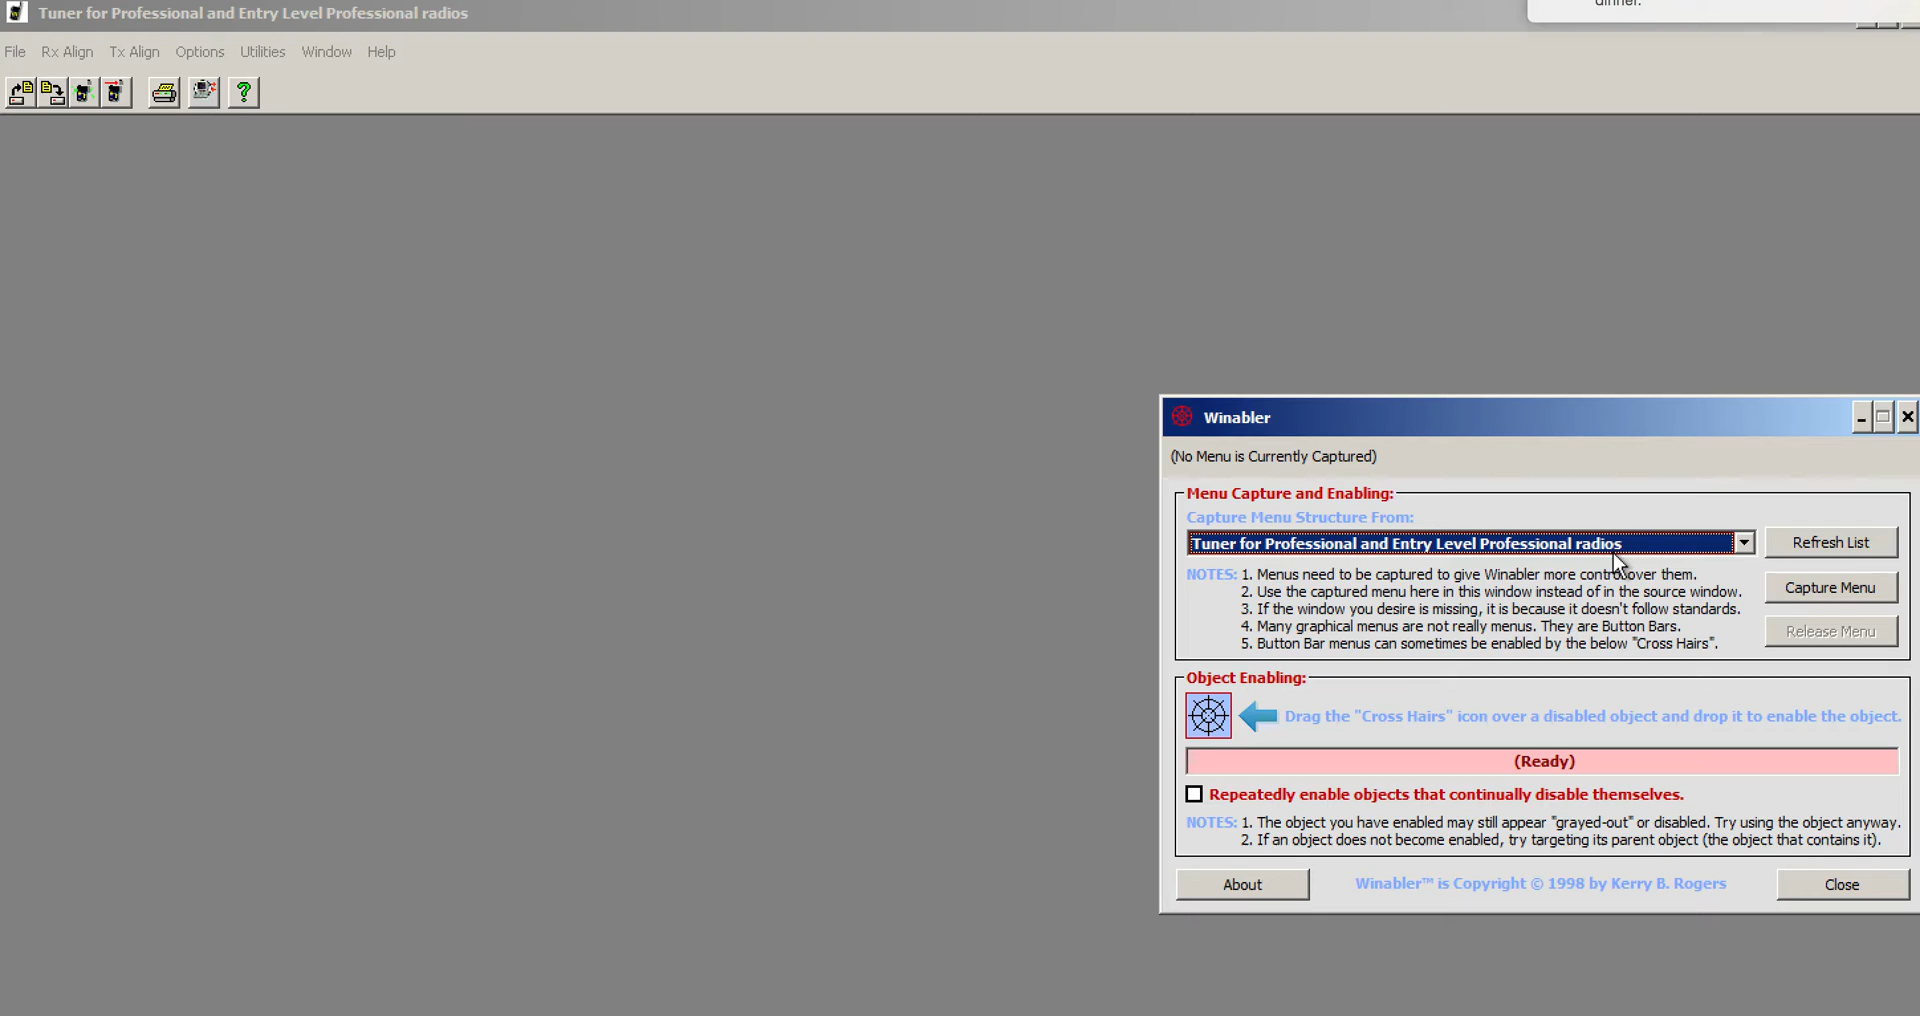 Tuner for Professional and Entry Level Professional radios
dinner.
File Rx Align Tx Align Options Utilities Window Help
Winabler
(No Menu is Currently Captured)
Menu Capture and Enabling:
Capture Menu Structure From:
Tuner for Professional and Entry Level Professional radios
Refresh List
NOTES: 1. Menus need to be captured to give Winabler more control over them.
2. Use the captured menu here in this window instead of in the source window.
3. If the window you desire is missing, it is because it doesn't follow standards.
4. Many graphical menus are not really menus. They are Button Bars.
5. Button Bar menus can sometimes be enabled by the below "Cross Hairs".
Capture Menu
Release Menu
Object Enabling:
Drag the "Cross Hairs" icon over a disabled object and drop it to enable the object.
(Ready)
Repeatedly enable objects that continually disable themselves.
NOTES: 1. The object you have enabled may still appear "grayed-out" or disabled. Try using the object anyway.
2. If an object does not become enabled, try targeting its parent object (the object that contains it).
About
Winabler™ is Copyright © 1998 by Kerry B. Rogers
Close